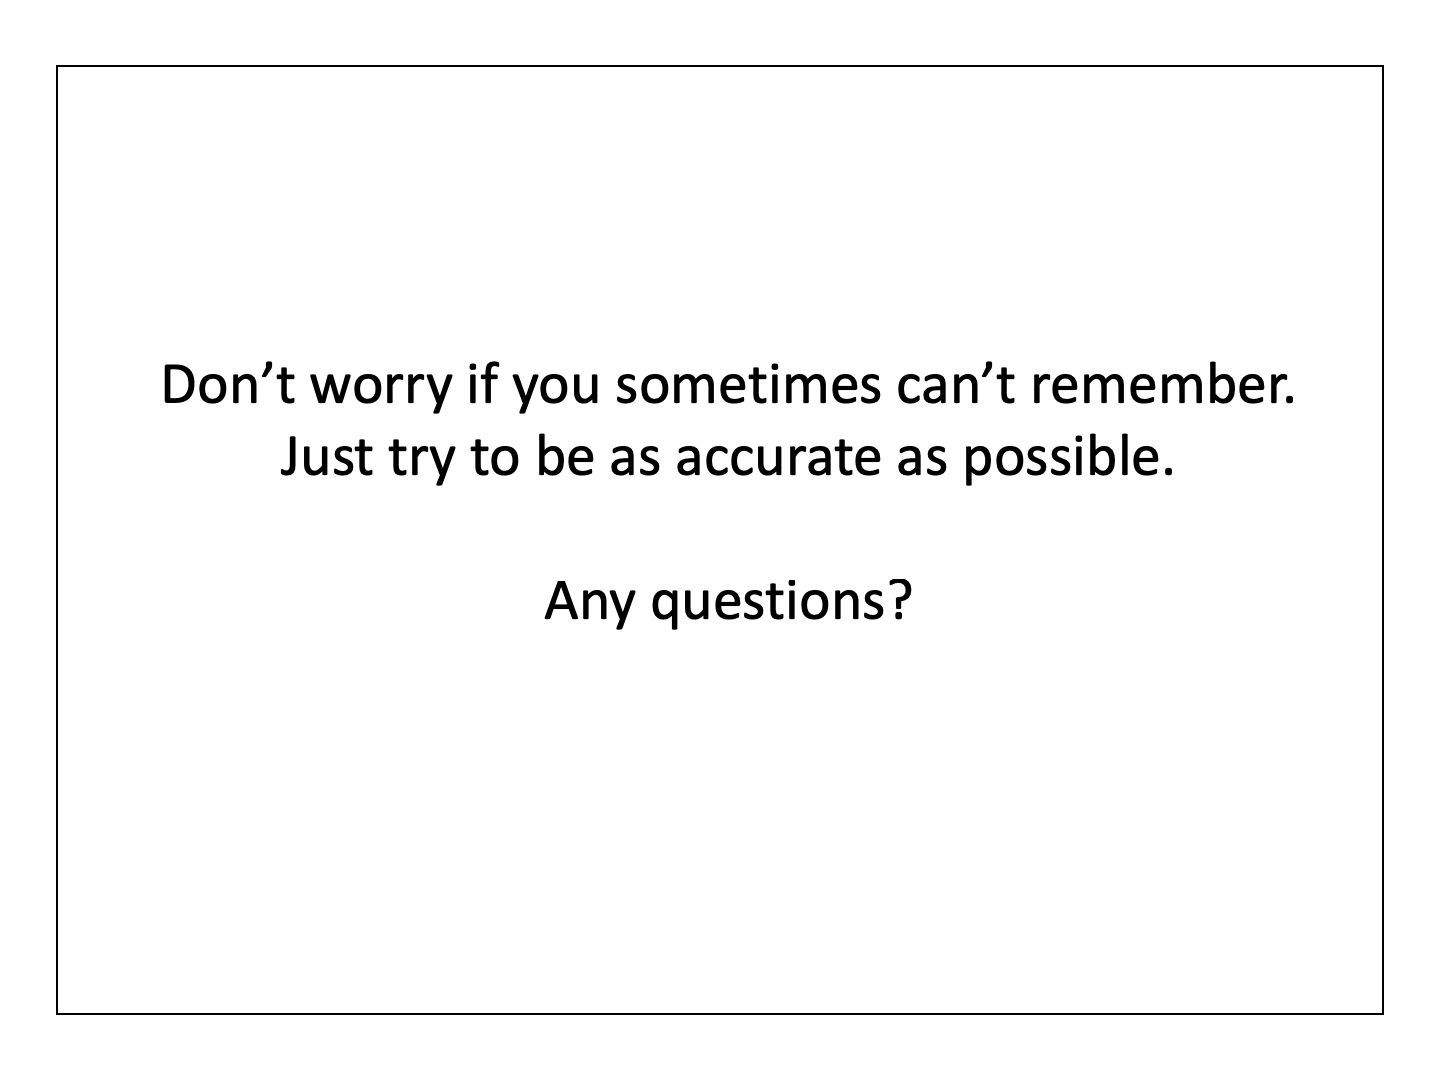 Don’t worry if you sometimes can’t remember.
Just try to be as accurate as possible.
Any questions?